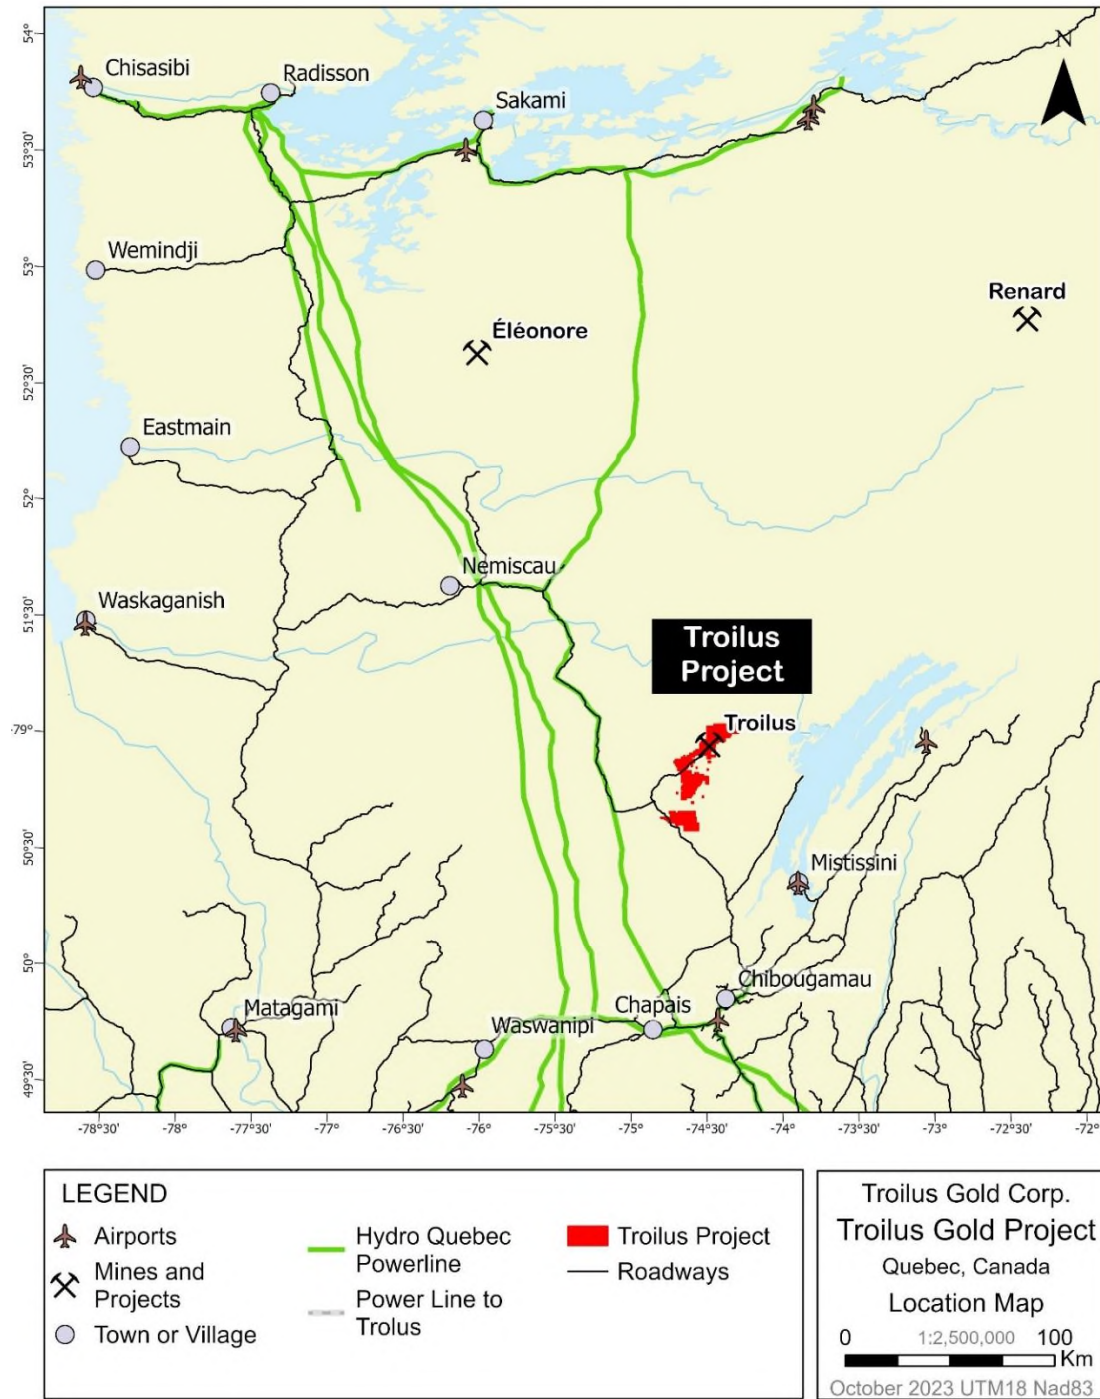 54°
N
Chisasibi
Radisson
Sakami
53°30'
Wemindji
53°
Renard
Éléonore
52°30'
Eastmain
52°
Nemiscau
Waskaganish
51°30'
Troilus
Project
Troilus
-79°
50°30'
Mistissini
50°
Chibougamau
Matagami
Chapais
Waswanipi
49°30'
-78°30' -78° -77°30' -77° -76°30' -76° -75°30' -75° -74°30' -74° -73°30' -73° -72°30' -72°
LEGEND
Airports
Mines and
Projects
Town or Village
Hydro Quebec
Powerline
Power Line to
Trolus
Troilus Project
Roadways
Troilus Gold Corp.
Troilus Gold Project
Quebec, Canada
Location Map
0 1:2,500,000 100
Km
October 2023 UTM18 Nad83